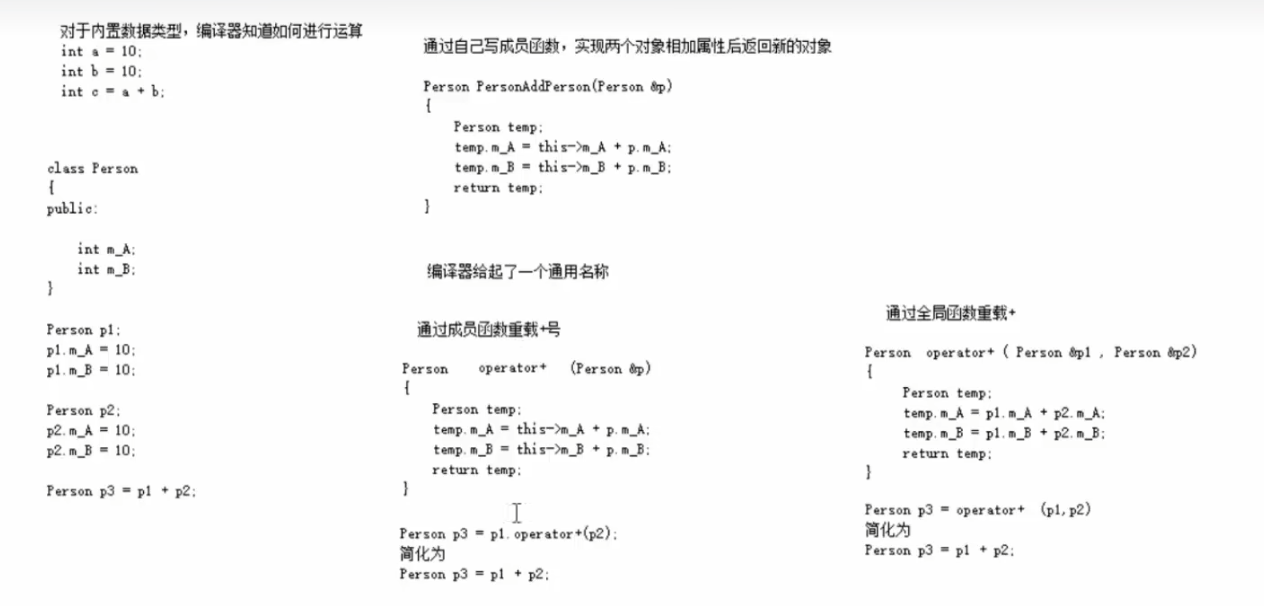 对于内置数据类型，编译器知道如何进行运算
int a = 10;
int b = 10;
int c = a + b;
class Person
{
public:
int m_A;
int m_B;
}
Person p1;
p1.m_A = 10;
p1.m_B = 10;
Person p2;
p2.m_A = 10;
p2.m_B = 10;
Person p3 = p1 + p2;
通过自己写成员函数，实现两个对象相加属性后返回新的对象
Person PersonAddPerson(Person &p)
{
Person temp;
temp.m_A = this->m_A + p.m_A;
temp.m_B = this->m_B + p.m_B;
return temp;
}
编译器给起了一个通用名称
通过成员函数重载+号
Person operator+ (Person &p)
{
Person temp;
temp.m_A = this->m_A + p.m_A;
temp.m_B = this->m_B + p.m_B;
return temp;
}
Person p3 = p1.operator+(p2);
简化为
Person p3 = p1 + p2;
通过全局函数重载+
Person operator+ ( Person &p1 , Person &p2)
{
Person temp;
temp.m_A = p1.m_A + p2.m_A;
temp.m_B = p1.m_B + p2.m_B;
return temp;
}
Person p3 = operator+ (p1,p2)
简化为
Person p3 = p1 + p2;